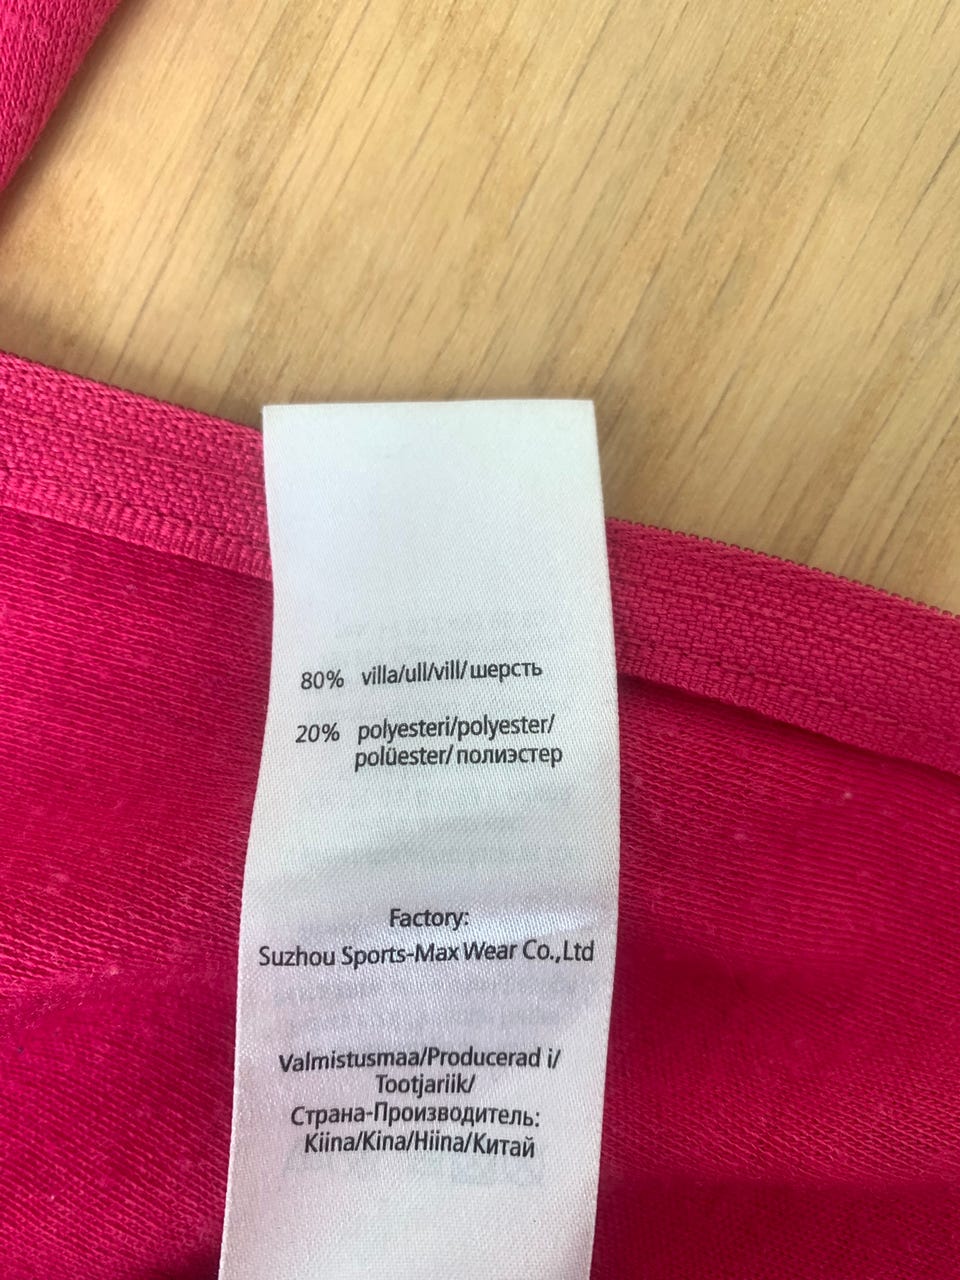 80% villa/ull/vill/шерсть
20% polyesteri/polyester/
polüester/полиэстер
Factory:
Suzhou Sports-Max Wear Co.,Ltd
Valmistusmaa/Producerad i/
Tootjariik/
Страна-Производитель:
Kiina/Kina/Hiina/Китай